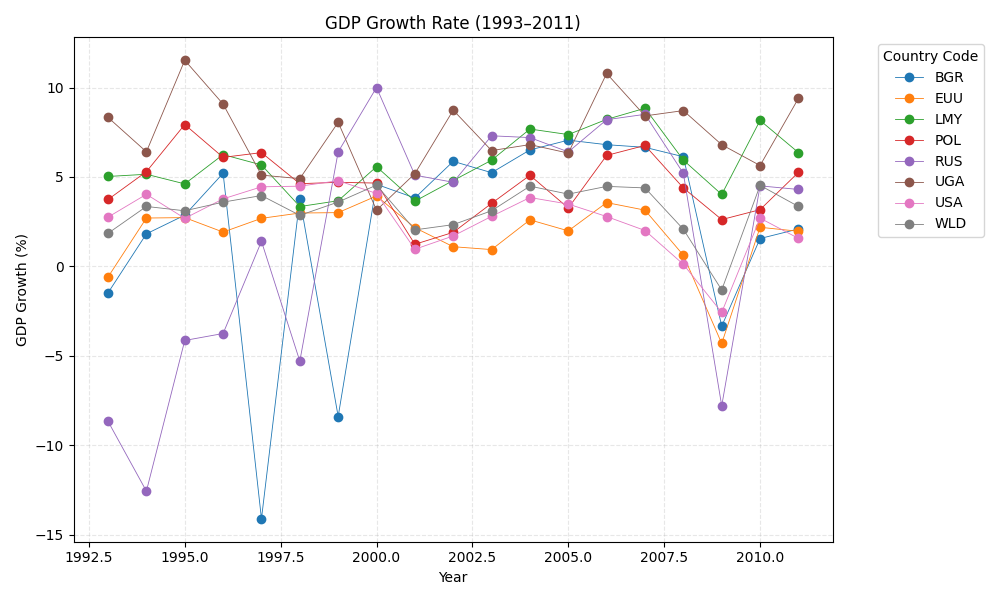 GDP Growth Rate (1993–2011)
GDP Growth (%)
10
5
0
−5
−10
−15
1992.5 1995.0 1997.5 2000.0 2002.5 2005.0 2007.5 2010.0
Year
Country Code
BGR
EUU
LMY
POL
RUS
UGA
USA
WLD